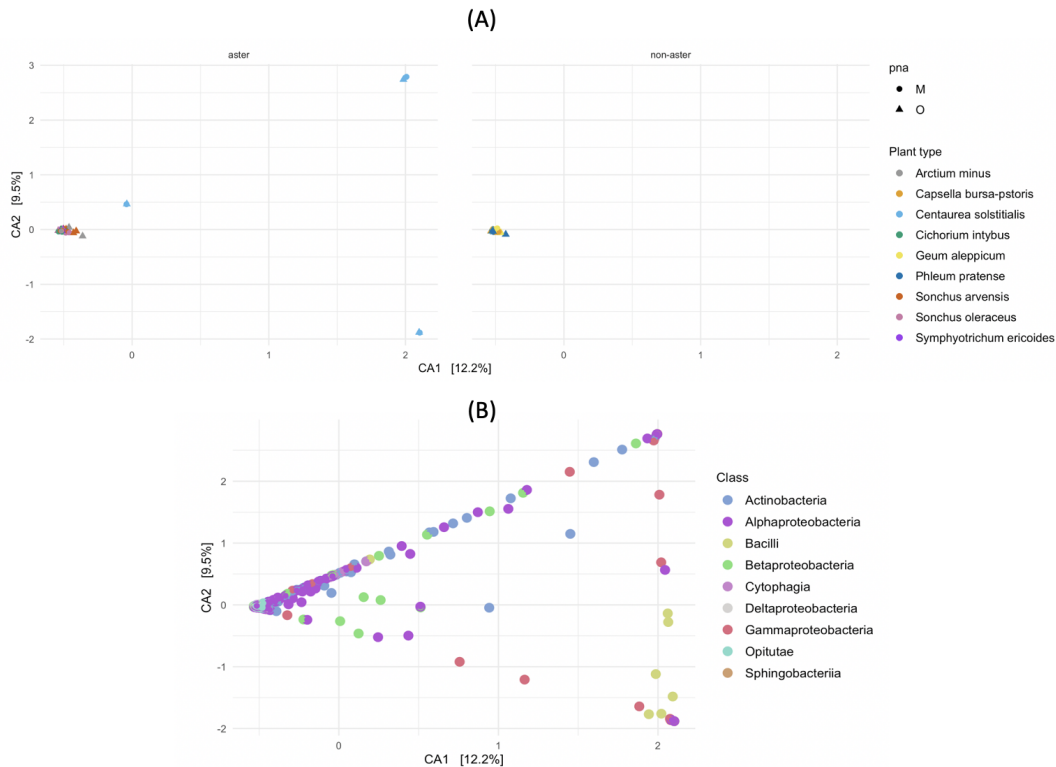 (A)
aster
non-aster
3
2
1
0
-1
-2
CA2 [9.5%]
0
1
2
0
1
2
CA1 [12.2%]
pna
M
O
Plant type
Arctium minus
Capsella bursa-pstoris
Centaurea solstitialis
Cichorium intybus
Geum aleppicum
Phleum pratense
Sonchus arvensis
Sonchus oleraceus
Symphyotrichum ericoides
(B)
2
1
0
-1
-2
CA2 [9.5%]
0
1
2
CA1 [12.2%]
Class
Actinobacteria
Alphaproteobacteria
Bacilli
Betaproteobacteria
Cytophagia
Deltaproteobacteria
Gammaproteobacteria
Opitutae
Sphingobacteriia